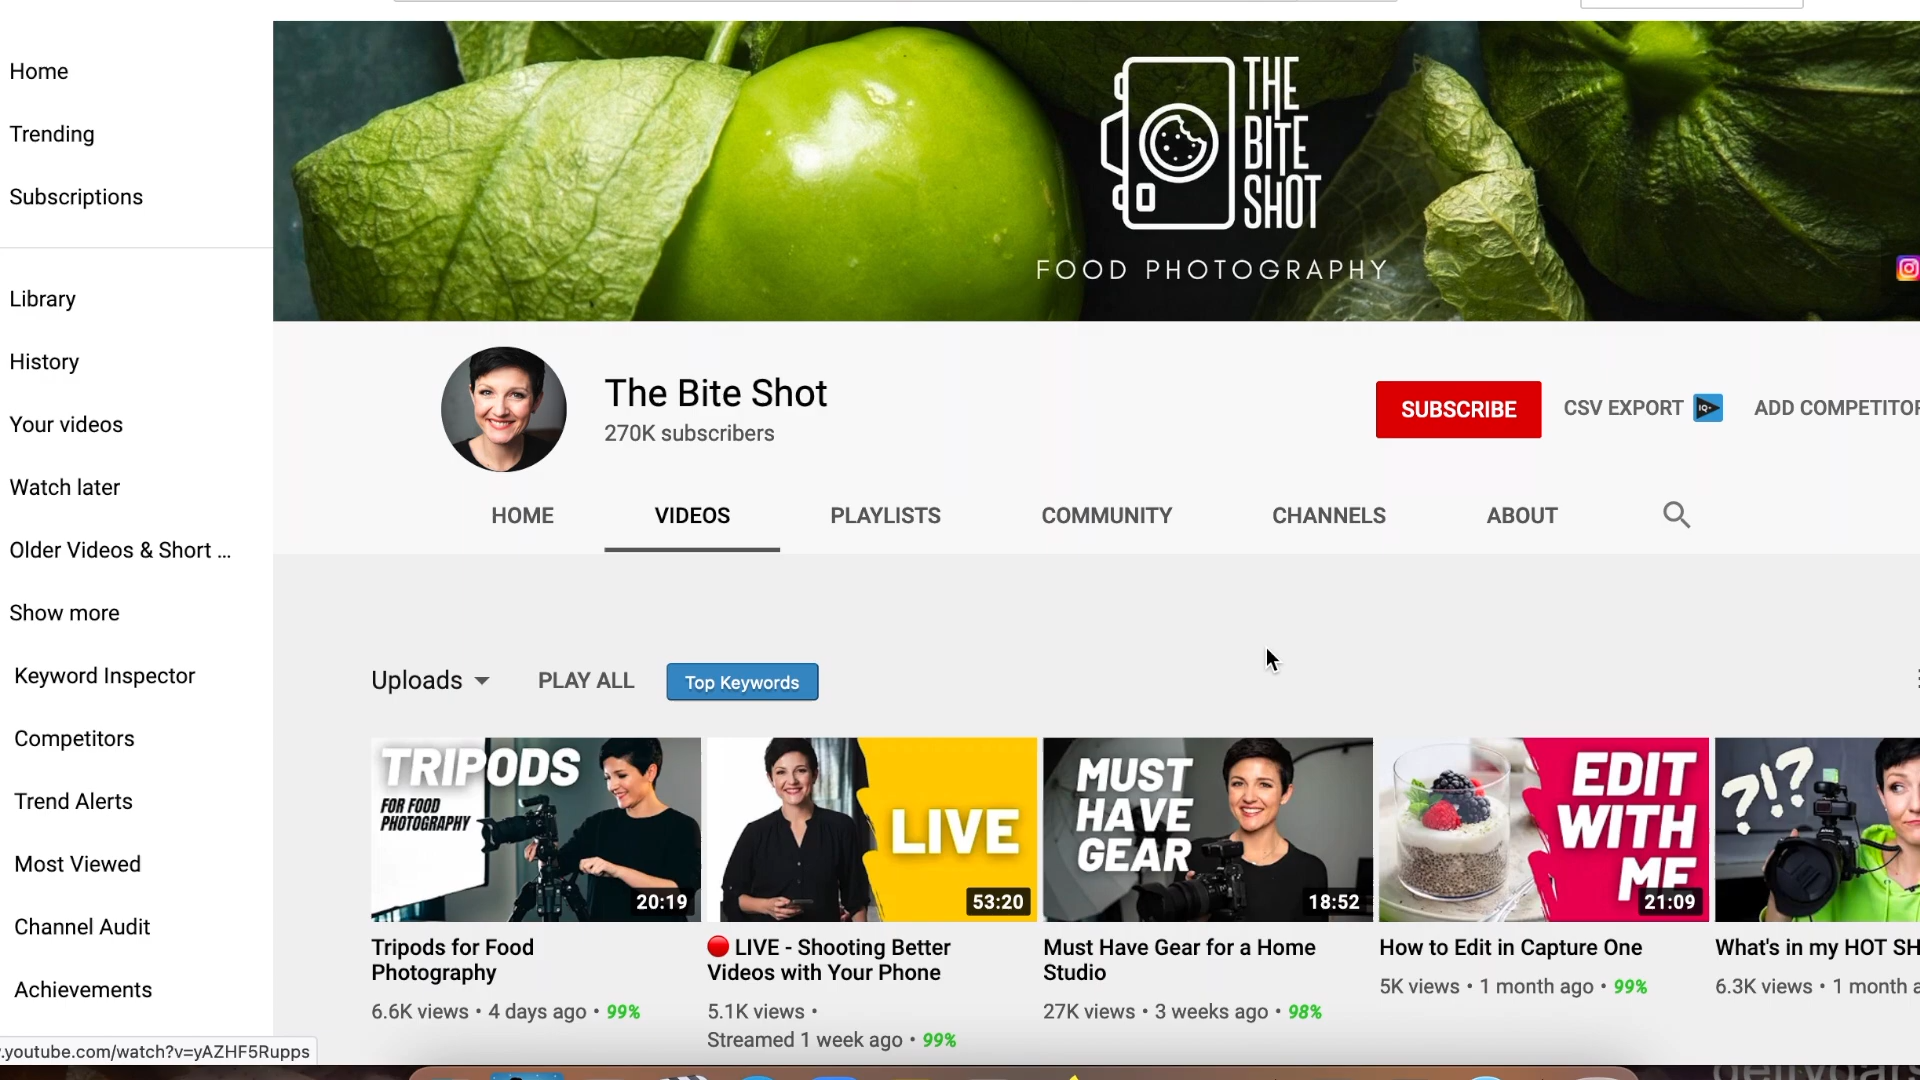 Home
Trending
Subscriptions
Library
History
Your videos
Watch later
Older Videos & Short ...
Show more
Keyword Inspector
Competitors
Trend Alerts
Most Viewed
Channel Audit
Achievements
.youtube.com/watch?v=yAZHF5Rupps
THE
BITE
SHOT
FOOD PHOTOGRAPHY
The Bite Shot
270K subscribers
SUBSCRIBE
CSV EXPORT
IQ
ADD COMPETITOR
HOME
VIDEOS
PLAYLISTS
COMMUNITY
CHANNELS
ABOUT
Uploads
PLAY ALL
Top Keywords
TRIPODS
FOR FOOD
PHOTOGRAPHY
20:19
LIVE
53:20
MUST
HAVE
GEAR
18:52
EDIT
WITH
ME
21:09
?!?
Tripods for Food
Photography
6.6K views • 4 days ago • 99%
LIVE - Shooting Better
Videos with Your Phone
5.1K views •
Streamed 1 week ago • 99%
Must Have Gear for a Home
Studio
27K views • 3 weeks ago • 98%
How to Edit in Capture One
5K views • 1 month ago • 99%
What's in my HOT SH
6.3K views • 1 month a